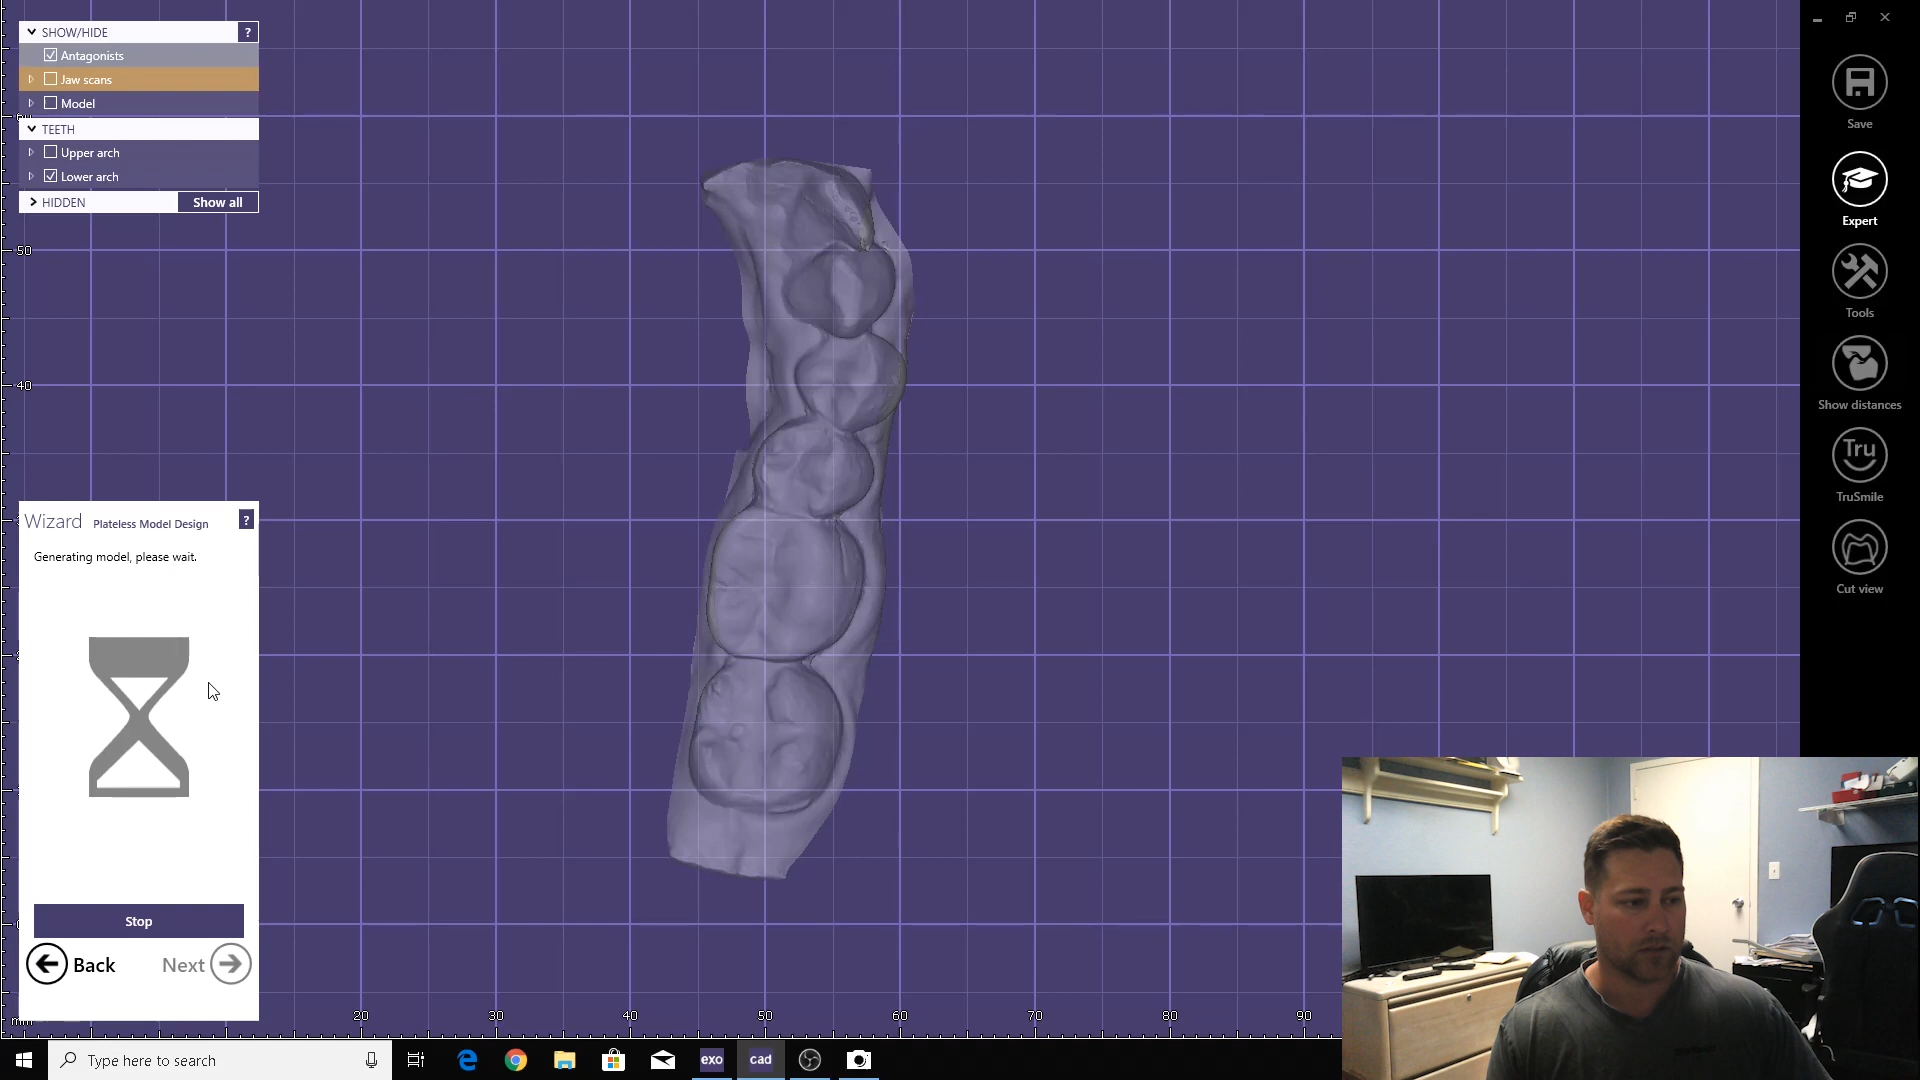 SHOW/HIDE ?
Antagonists
Jaw scans
Model
TEETH
Upper arch
Lower arch
HIDDEN Show all
50
40
Wizard Plateless Model Design ?
Generating model, please wait.
Stop
Back Next
20 30 40 50 60 70 80 90
Save
Expert
Tools
Show distances
Tru
TruSmile
Cut view
Type here to search
exo
cad